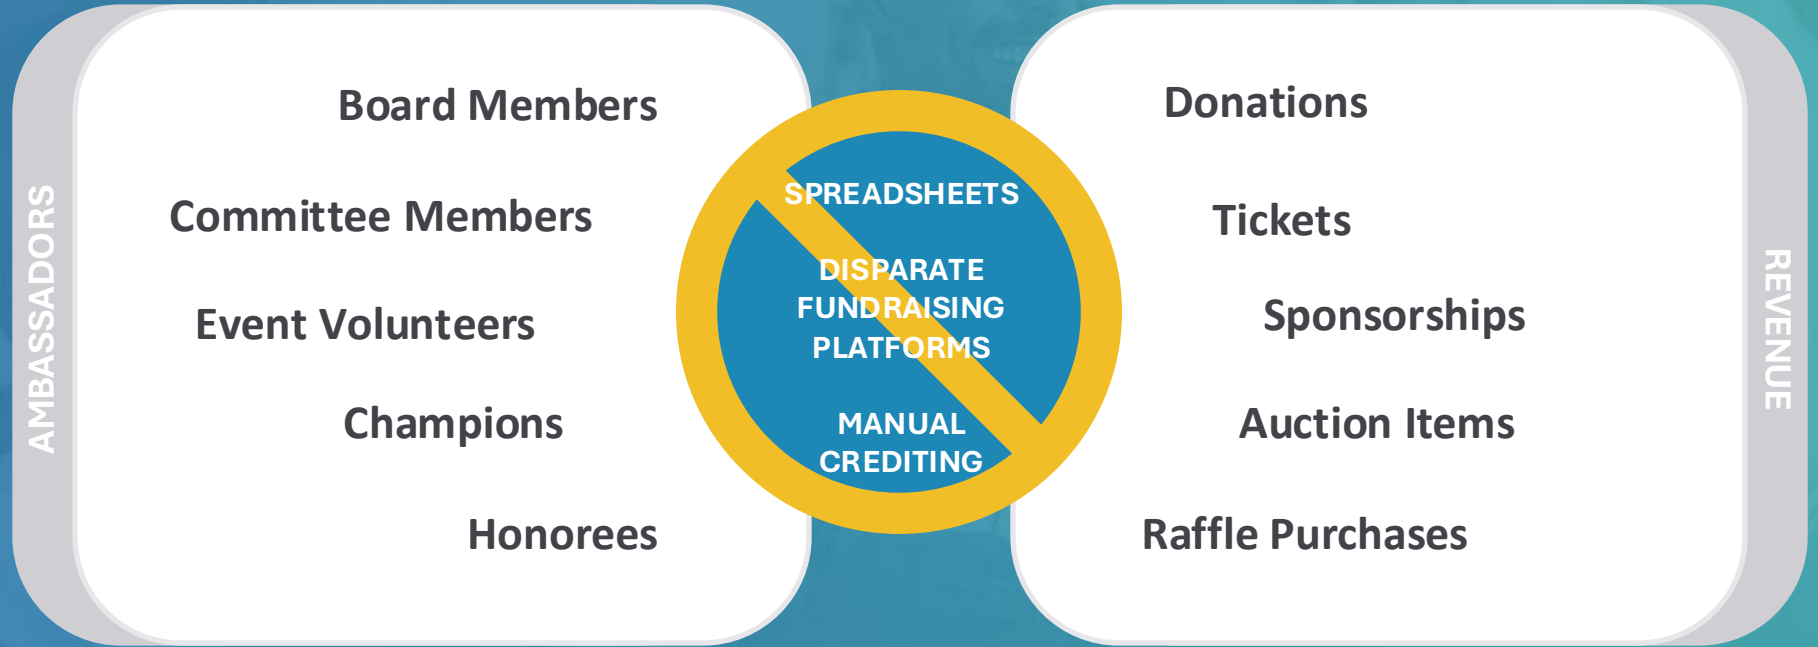 AMBASSADORS
Board Members
Committee Members
Event Volunteers
Champions
Honorees
SPREADSHEETS
DISPARATE
FUNDRAISING
PLATFORMS
MANUAL
CREDITING
Donations
Tickets
Sponsorships
Auction Items
Raffle Purchases
REVENUE